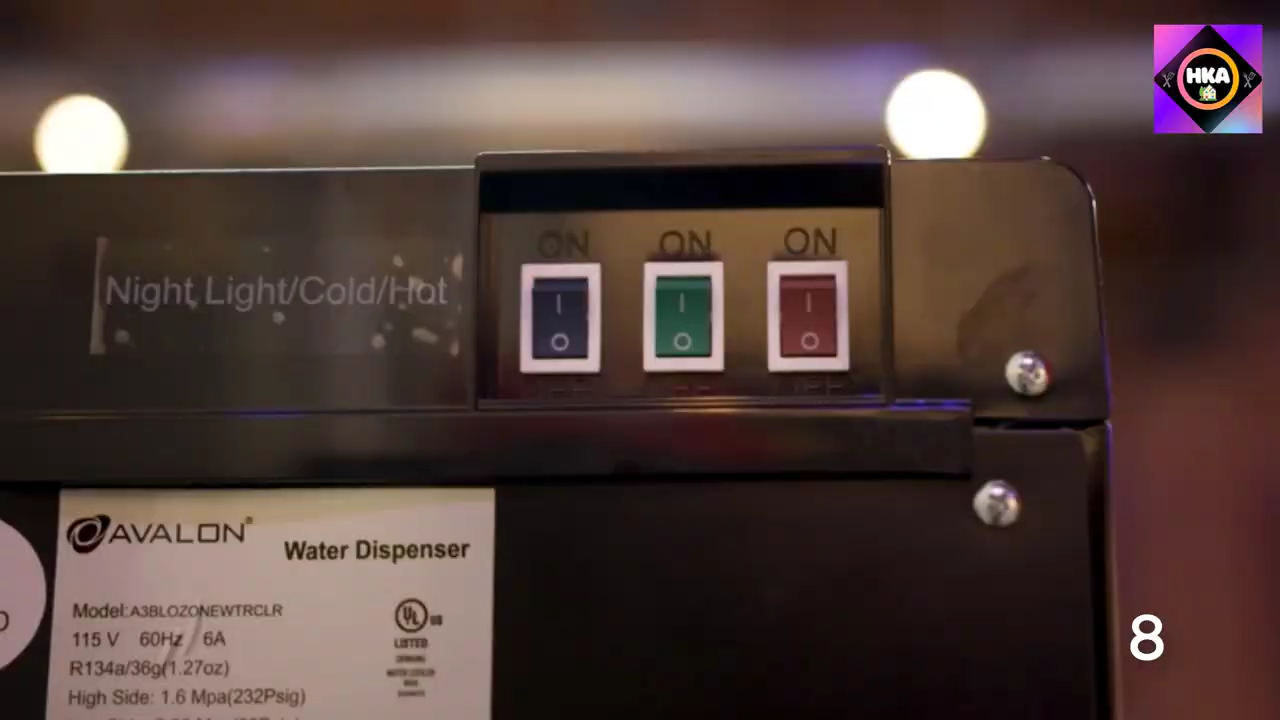 HKA
ON ON ON
Night Light/Cold/Hot
AVALON®
Water Dispenser
Model:A3BLOZONEWTRCLR
115 V 60Hz 6A
R134a/36g(1.27oz)
High Side: 1.6 Mpa(232Psig)
UL US
LISTED
8